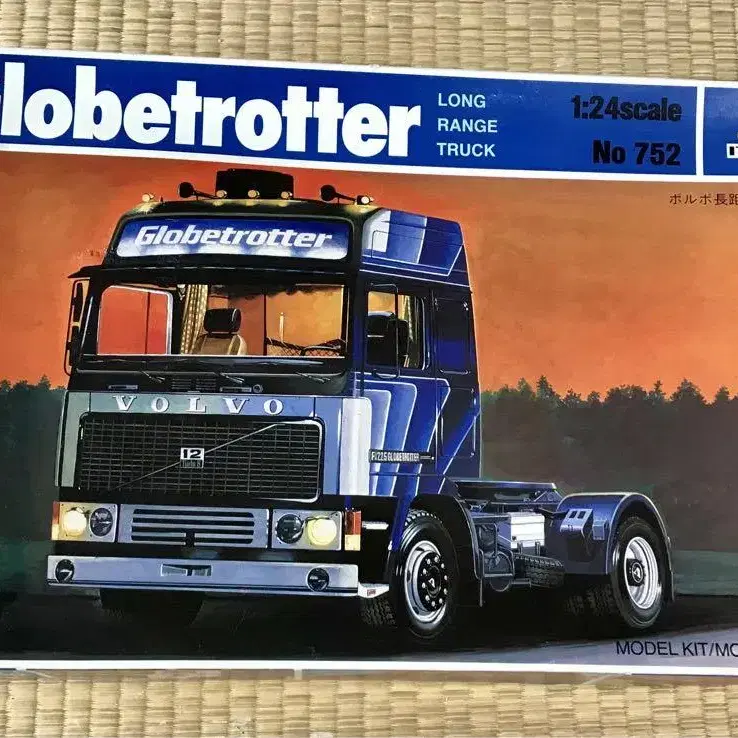 Globetrotter
LONG
RANGE
TRUCK
1:24scale
No 752
ボルボ長距
Globetrotter
VOLVO
12
F1225 GLOBETROTTER
MODEL KIT/MO